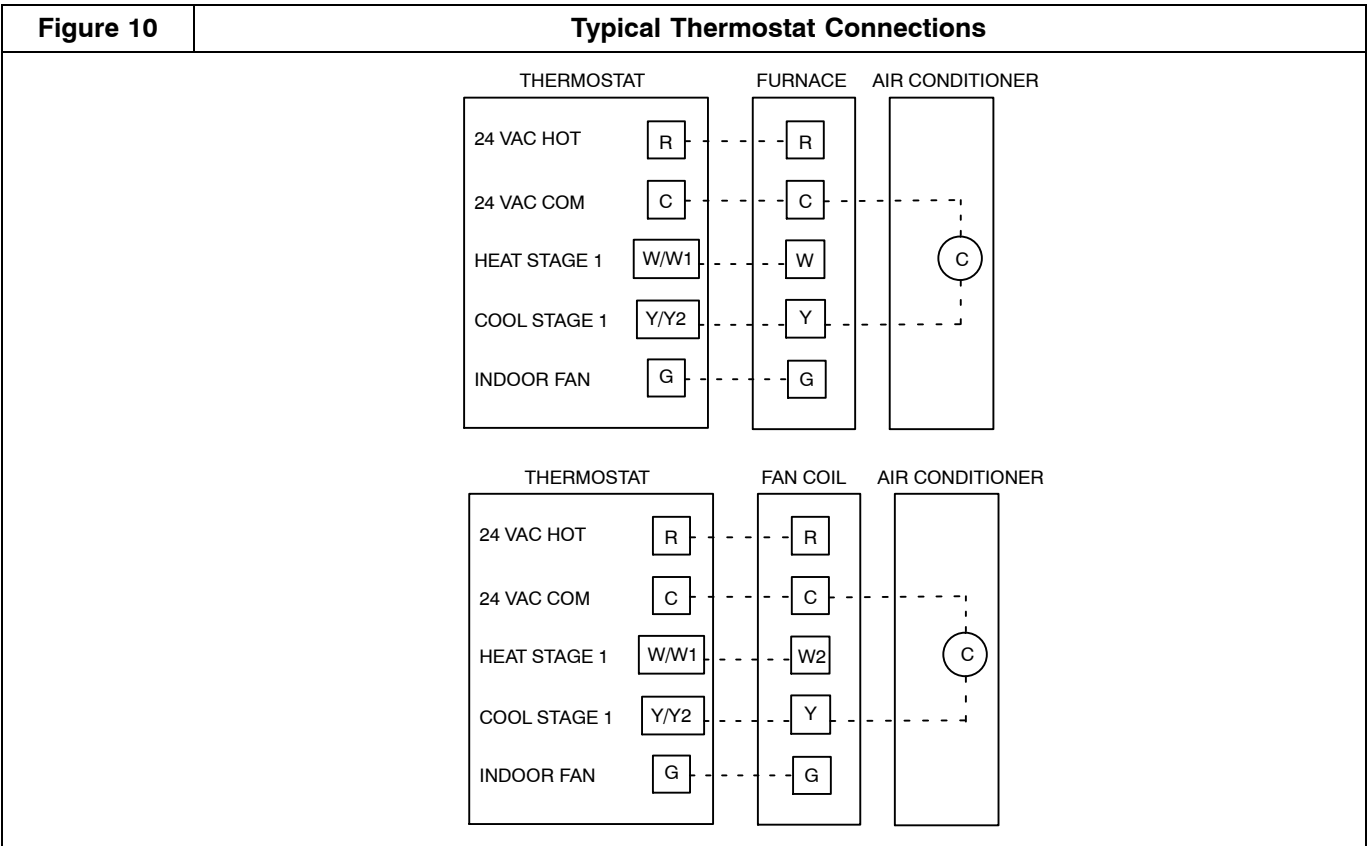 Figure 10 Typical Thermostat Connections
THERMOSTAT FURNACE AIR CONDITIONER
24 VAC HOT R R
24 VAC COM C C
HEAT STAGE 1 W/W1 W C
COOL STAGE 1 Y/Y2 Y
INDOOR FAN G G
THERMOSTAT FAN COIL AIR CONDITIONER
24 VAC HOT R R
24 VAC COM C C
HEAT STAGE 1 W/W1 W2 C
COOL STAGE 1 Y/Y2 Y
INDOOR FAN G G